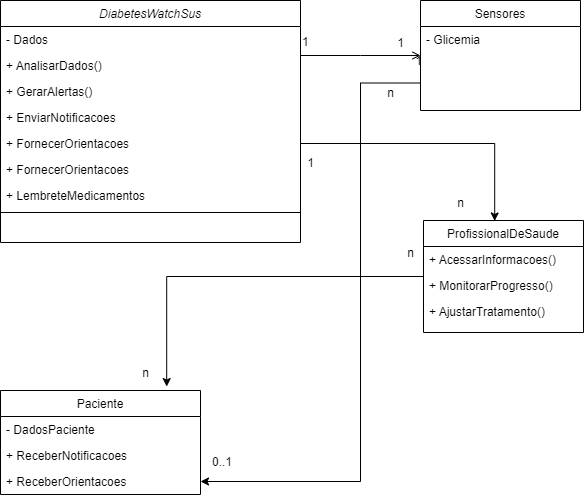 DiabetesWatchSus
- Dados
+ AnalisarDados()
+ GerarAlertas()
+ EnviarNotificacoes
+ FornecerOrientacoes
+ FornecerOrientacoes
+ LembreteMedicamentos
1
1
Sensores
- Glicemia
n
1
n
ProfissionalDeSaude
+ AcessarInformacoes()
+ MonitorarProgresso()
+ AjustarTratamento()
n
n
Paciente
- DadosPaciente
+ ReceberNotificacoes
+ ReceberOrientacoes
0..1